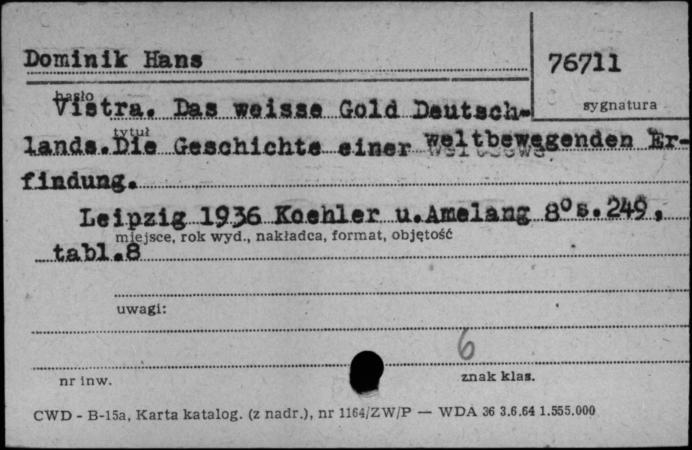 Dominik Hans
76711
hasło
sygnatura
Vistra. Das weisse Gold Deutsch-
tytuł
lands. Die Geschichte einer weltbewegenden Er-
findung.
Leipzig 1936 Koehler u.Amelang 8° s.249,
miejsce, rok wyd., nakładca, format, objętość
tabl.8
uwagi:
6
nr inw.
znak klas.
CWD - B-15a, Karta katalog. (z nadr.), nr 1164/ZW/P — WDA 36 3.6.64 1.555.000